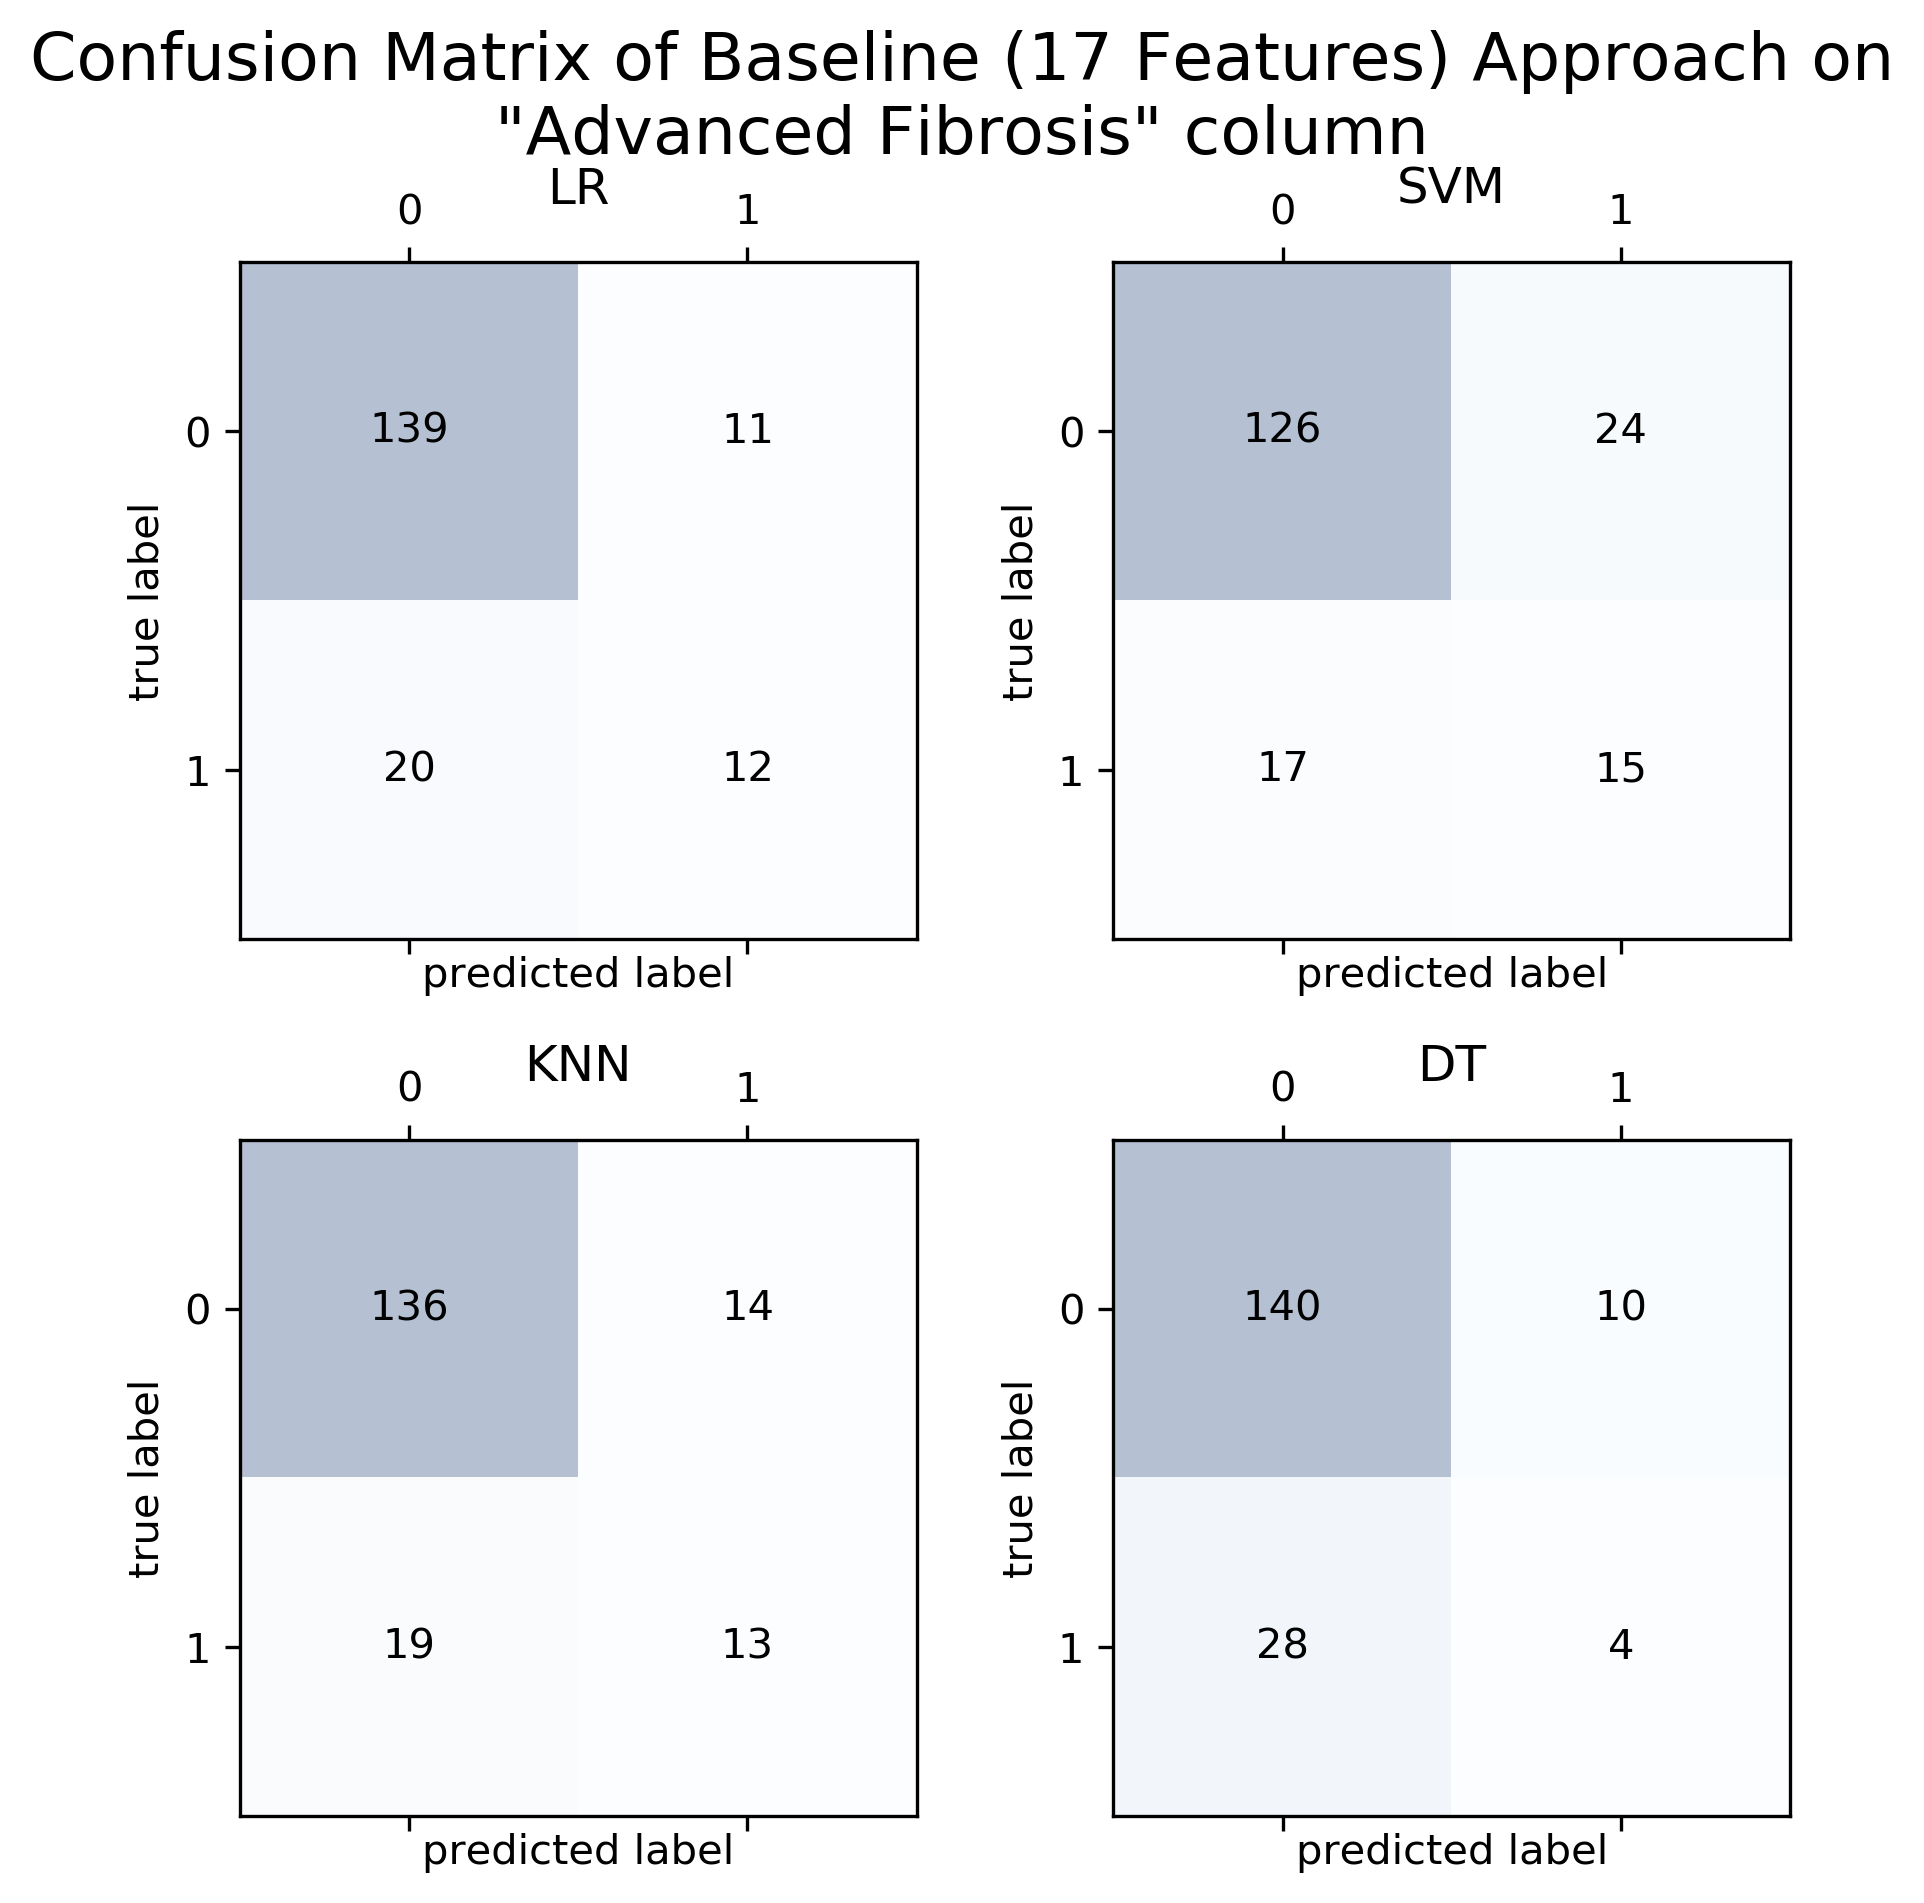 Confusion Matrix of Baseline (17 Features) Approach on
"Advanced Fibrosis" column
LR
0 1
0 139 11
true label
1 20 12
predicted label
SVM
0 1
0 126 24
true label
1 17 15
predicted label
KNN
0 1
0 136 14
true label
1 19 13
predicted label
DT
0 1
0 140 10
true label
1 28 4
predicted label